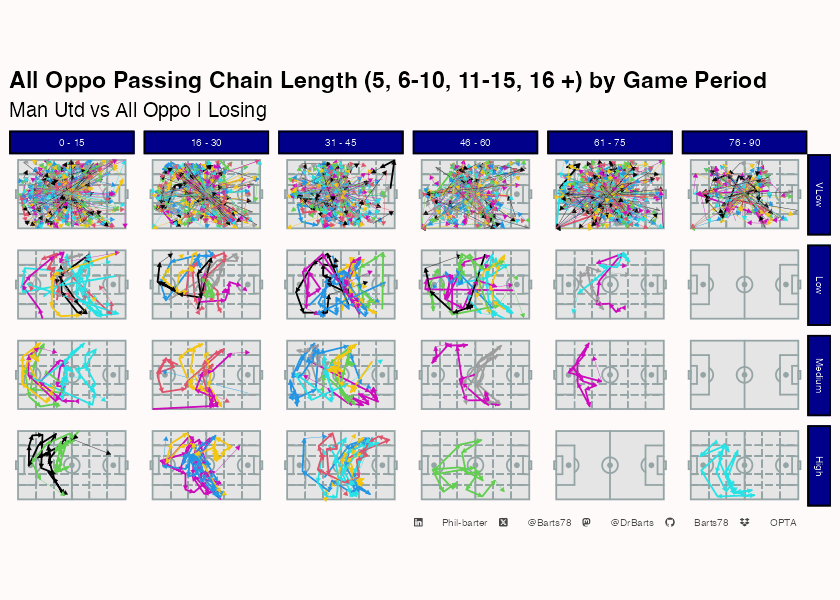 All Oppo Passing Chain Length (5, 6-10, 11-15, 16 +) by Game Period
Man Utd vs All Oppo I Losing
0 - 15 16 - 30 31 - 45 46 - 60 61 - 75 76 - 90
VLow
Low
Medium
High
Phil-barter @Barts78 @DrBarts Barts78 OPTA